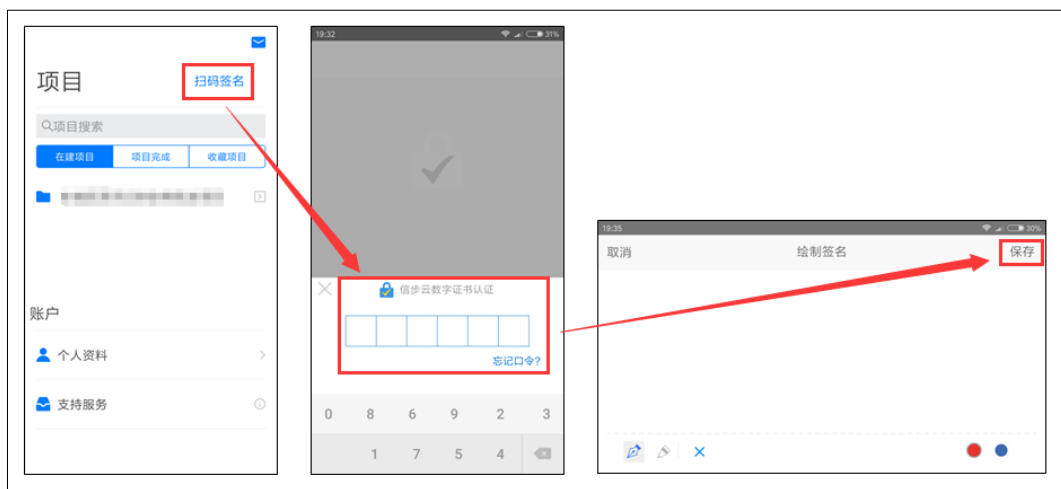 项目
扫码签名
项目搜索
在建项目 项目完成 收藏项目
账户
个人资料
支持服务
19:32 31%
信步云数字证书认证
忘记口令?
0 8 6 9 2 3
1 7 5 4
19:35 30%
取消 绘制签名 保存